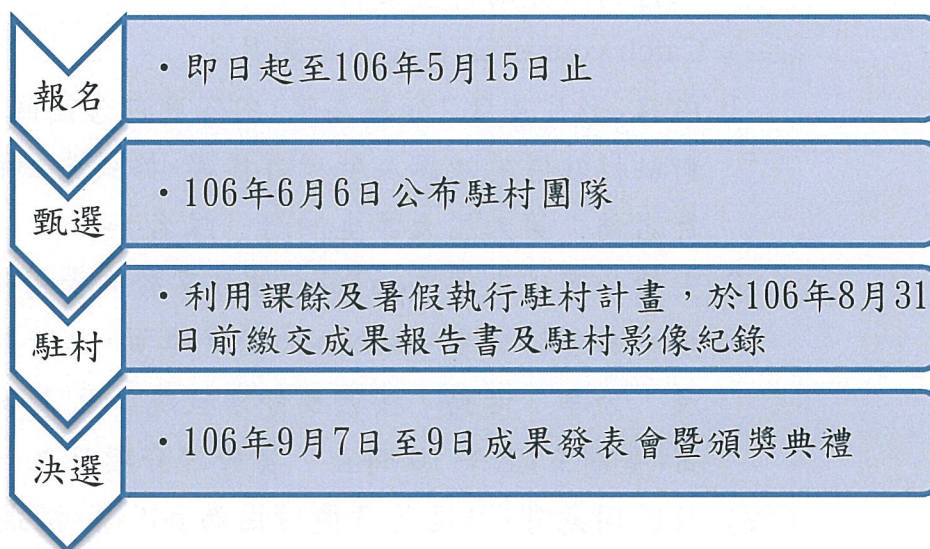 報名
・即日起至106年5月15日止
甄選
・106年6月6日公布駐村團隊
駐村
・利用課餘及暑假執行駐村計畫,於106年8月31
日前繳交成果報告書及駐村影像紀錄
決選
・106年9月7日至9日成果發表會暨頒獎典禮